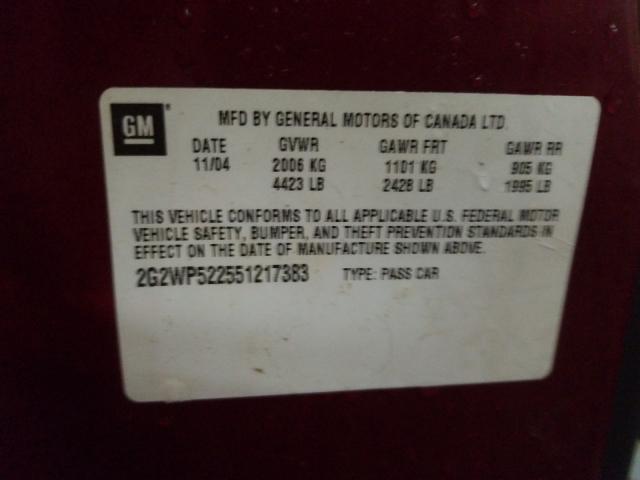 GM® MFD BY GENERAL MOTORS OF CANADA LTD.
DATE GVWR GAWR FRT GAWR RR
11/04 2006 KG 1101 KG 905 KG
4423 LB 2428 LB 1995 LB
THIS VEHICLE CONFORMS TO ALL APPLICABLE U.S. FEDERAL MOTOR
VEHICLE SAFETY, BUMPER, AND THEFT PREVENTION STANDARDS IN
EFFECT ON THE DATE OF MANUFACTURE SHOWN ABOVE.
2G2WP522551217383 TYPE: PASS CAR